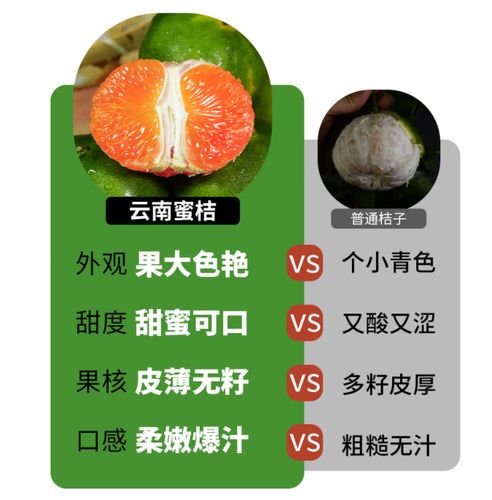 云南蜜桔
普通桔子
外观 果大色艳 VS 个小青色
甜度 甜蜜可口 VS 又酸又涩
果核 皮薄无籽 VS 多籽皮厚
口感 柔嫩爆汁 VS 粗糙无汁